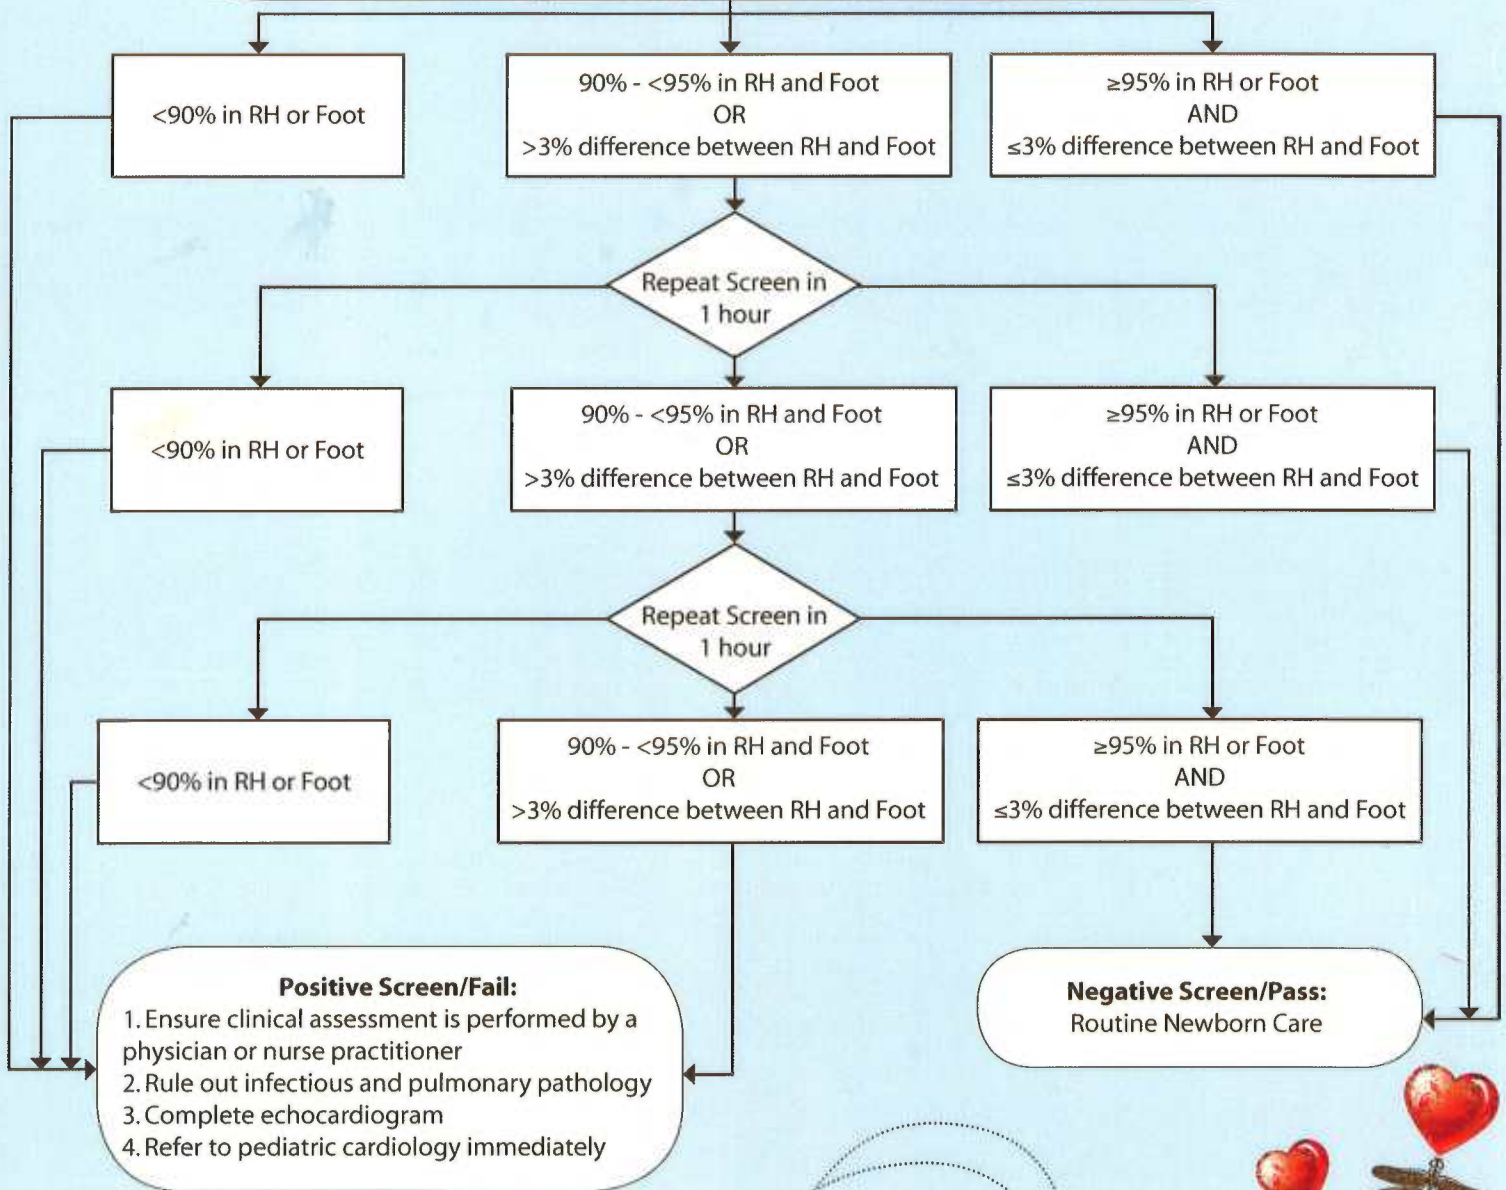 <90% in RH or Foot
90% - <95% in RH and Foot
OR
>3% difference between RH and Foot
≥95% in RH or Foot
AND
≤3% difference between RH and Foot
Repeat Screen in
1 hour
<90% in RH or Foot
90% - <95% in RH and Foot
OR
>3% difference between RH and Foot
≥95% in RH or Foot
AND
≤3% difference between RH and Foot
Repeat Screen in
1 hour
<90% in RH or Foot
90% - <95% in RH and Foot
OR
>3% difference between RH and Foot
≥95% in RH or Foot
AND
≤3% difference between RH and Foot
Positive Screen/Fail:
1. Ensure clinical assessment is performed by a
physician or nurse practitioner
2. Rule out infectious and pulmonary pathology
3. Complete echocardiogram
4. Refer to pediatric cardiology immediately
Negative Screen/Pass:
Routine Newborn Care